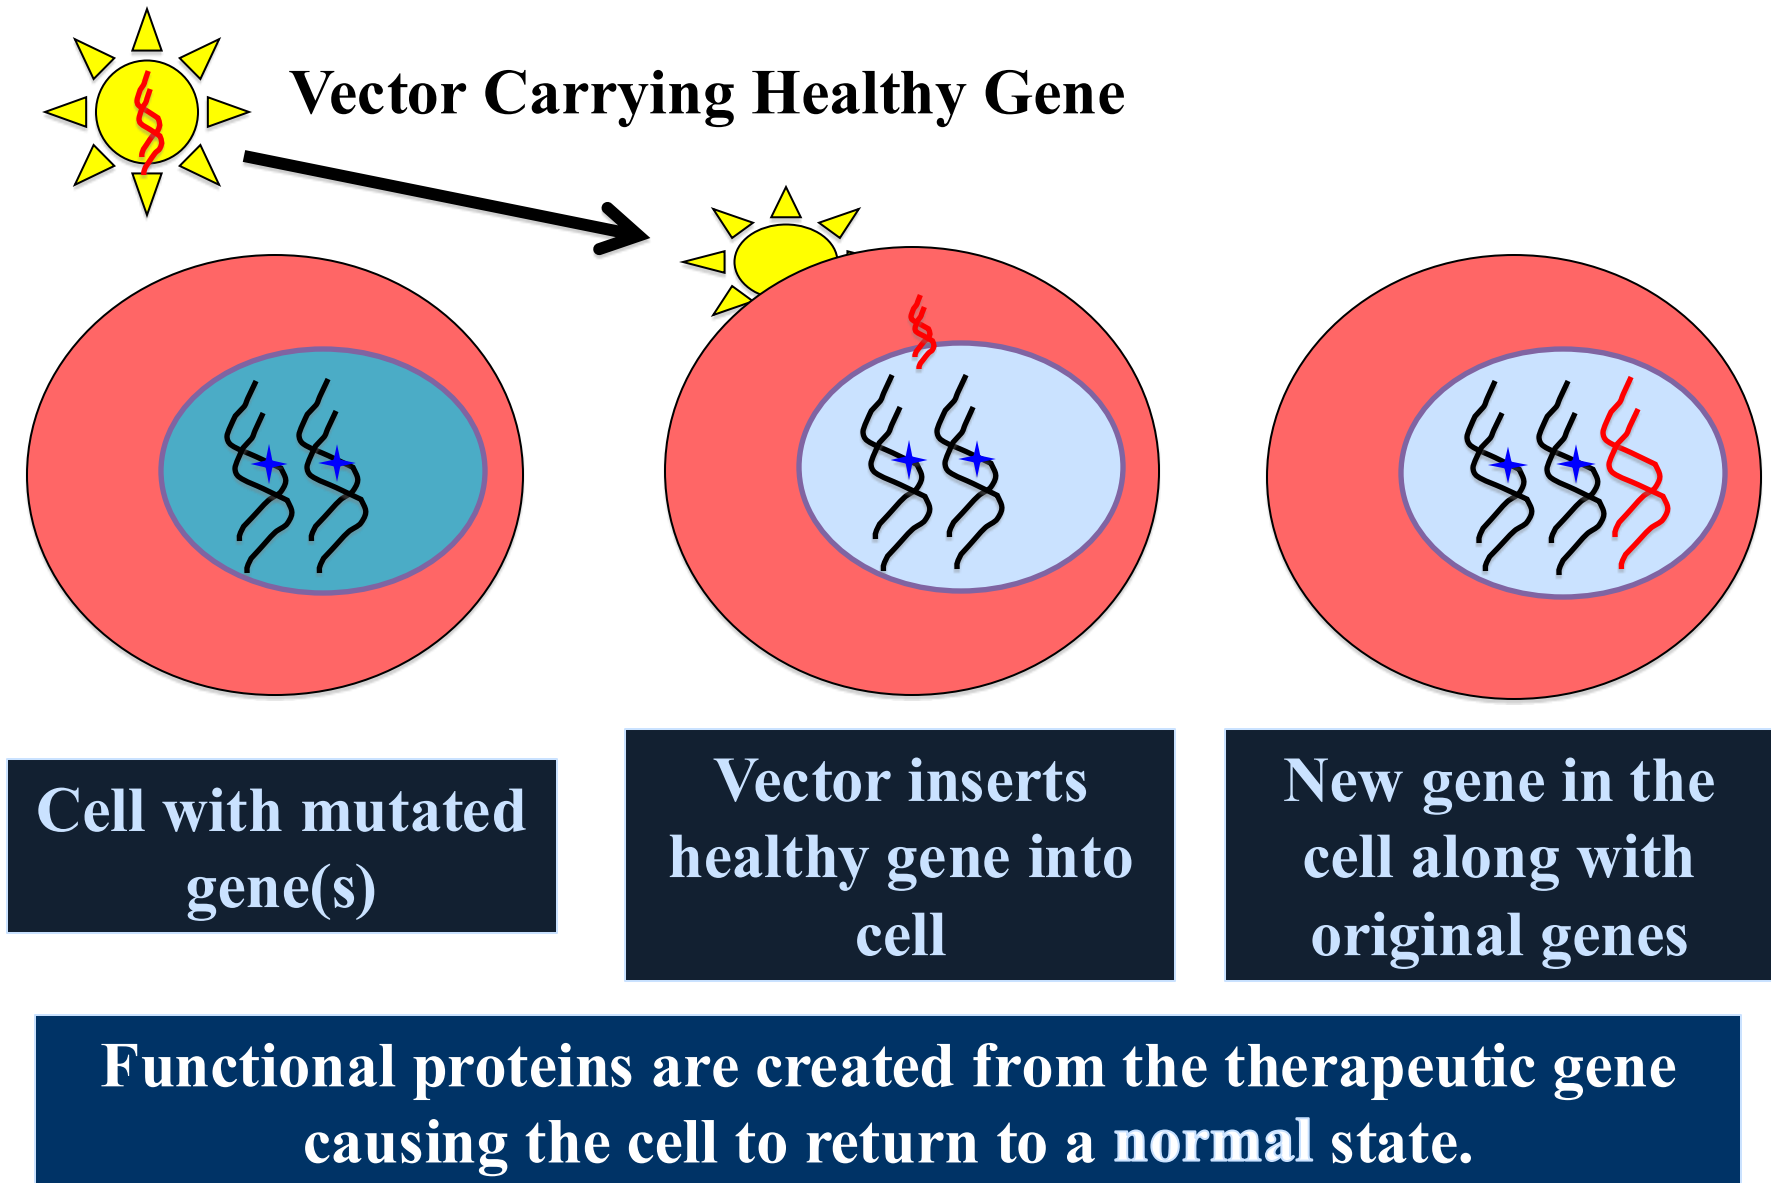 Vector Carrying Healthy Gene
Cell with mutated
gene(s)
Vector inserts
healthy gene into
cell
New gene in the
cell along with
original genes
Functional proteins are created from the therapeutic gene
causing the cell to return to a normal state.